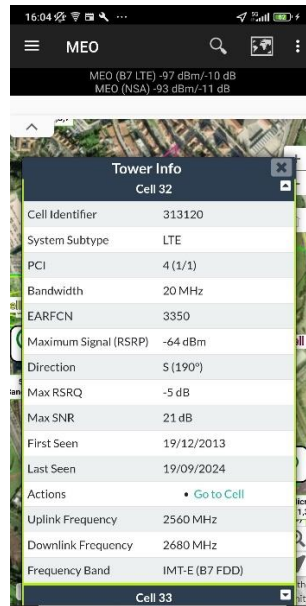 16:04
MEO
MEO (B7 LTE) -97 dBm/-10 dB
MEO (NSA) -93 dBm/-11 dB
Tower Info
Cell 32
Cell Identifier 313120
System Subtype LTE
PCI 4 (1/1)
Bandwidth 20 MHz
EARFCN 3350
Maximum Signal (RSRP) -64 dBm
Direction S (190°)
Max RSRQ -5 dB
Max SNR 21 dB
First Seen 19/12/2013
Last Seen 19/09/2024
Actions • Go to Cell
Uplink Frequency 2560 MHz
Downlink Frequency 2680 MHz
Frequency Band IMT-E (B7 FDD)
Cell 33